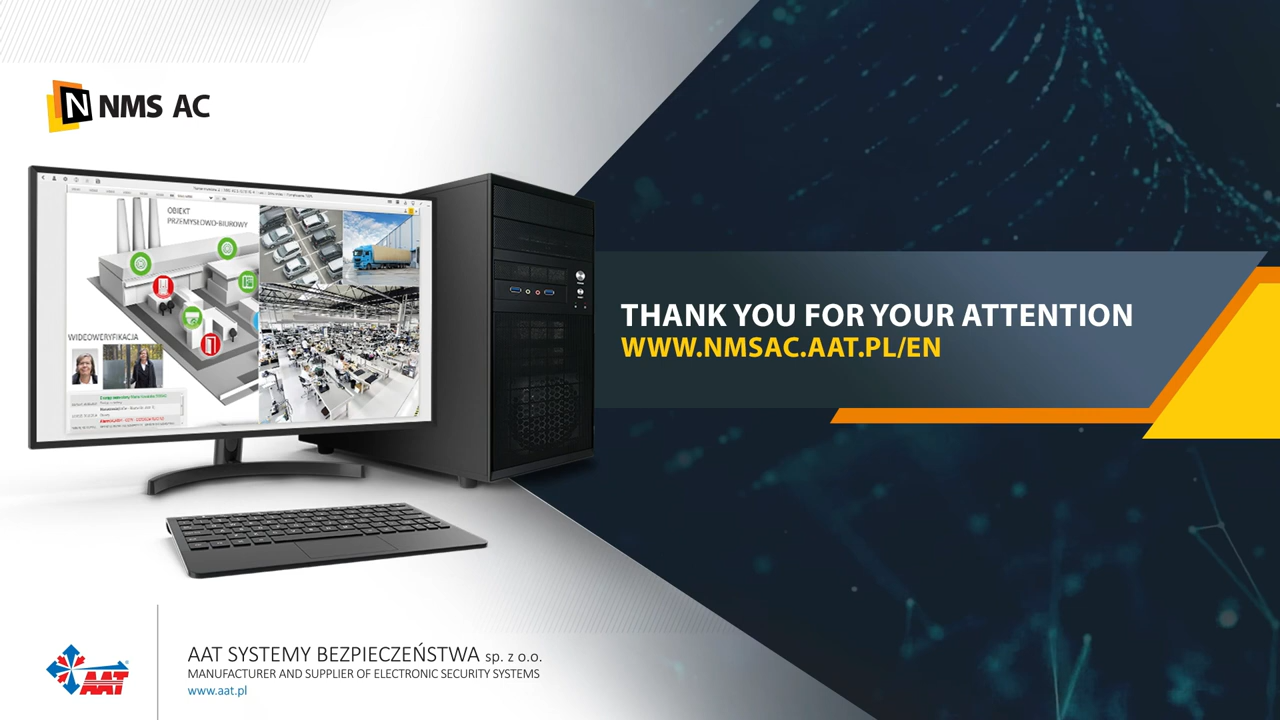 N NMS AC
OBIEKT
PRZEMYSŁOWO-BIUROWY
WIDEOWERYFIKACJA
THANK YOU FOR YOUR ATTENTION
WWW.NMSAC.AAT.PL/EN
AAT
AAT SYSTEMY BEZPIECZEŃSTWA sp. z o.o.
MANUFACTURER AND SUPPLIER OF ELECTRONIC SECURITY SYSTEMS
www.aat.pl